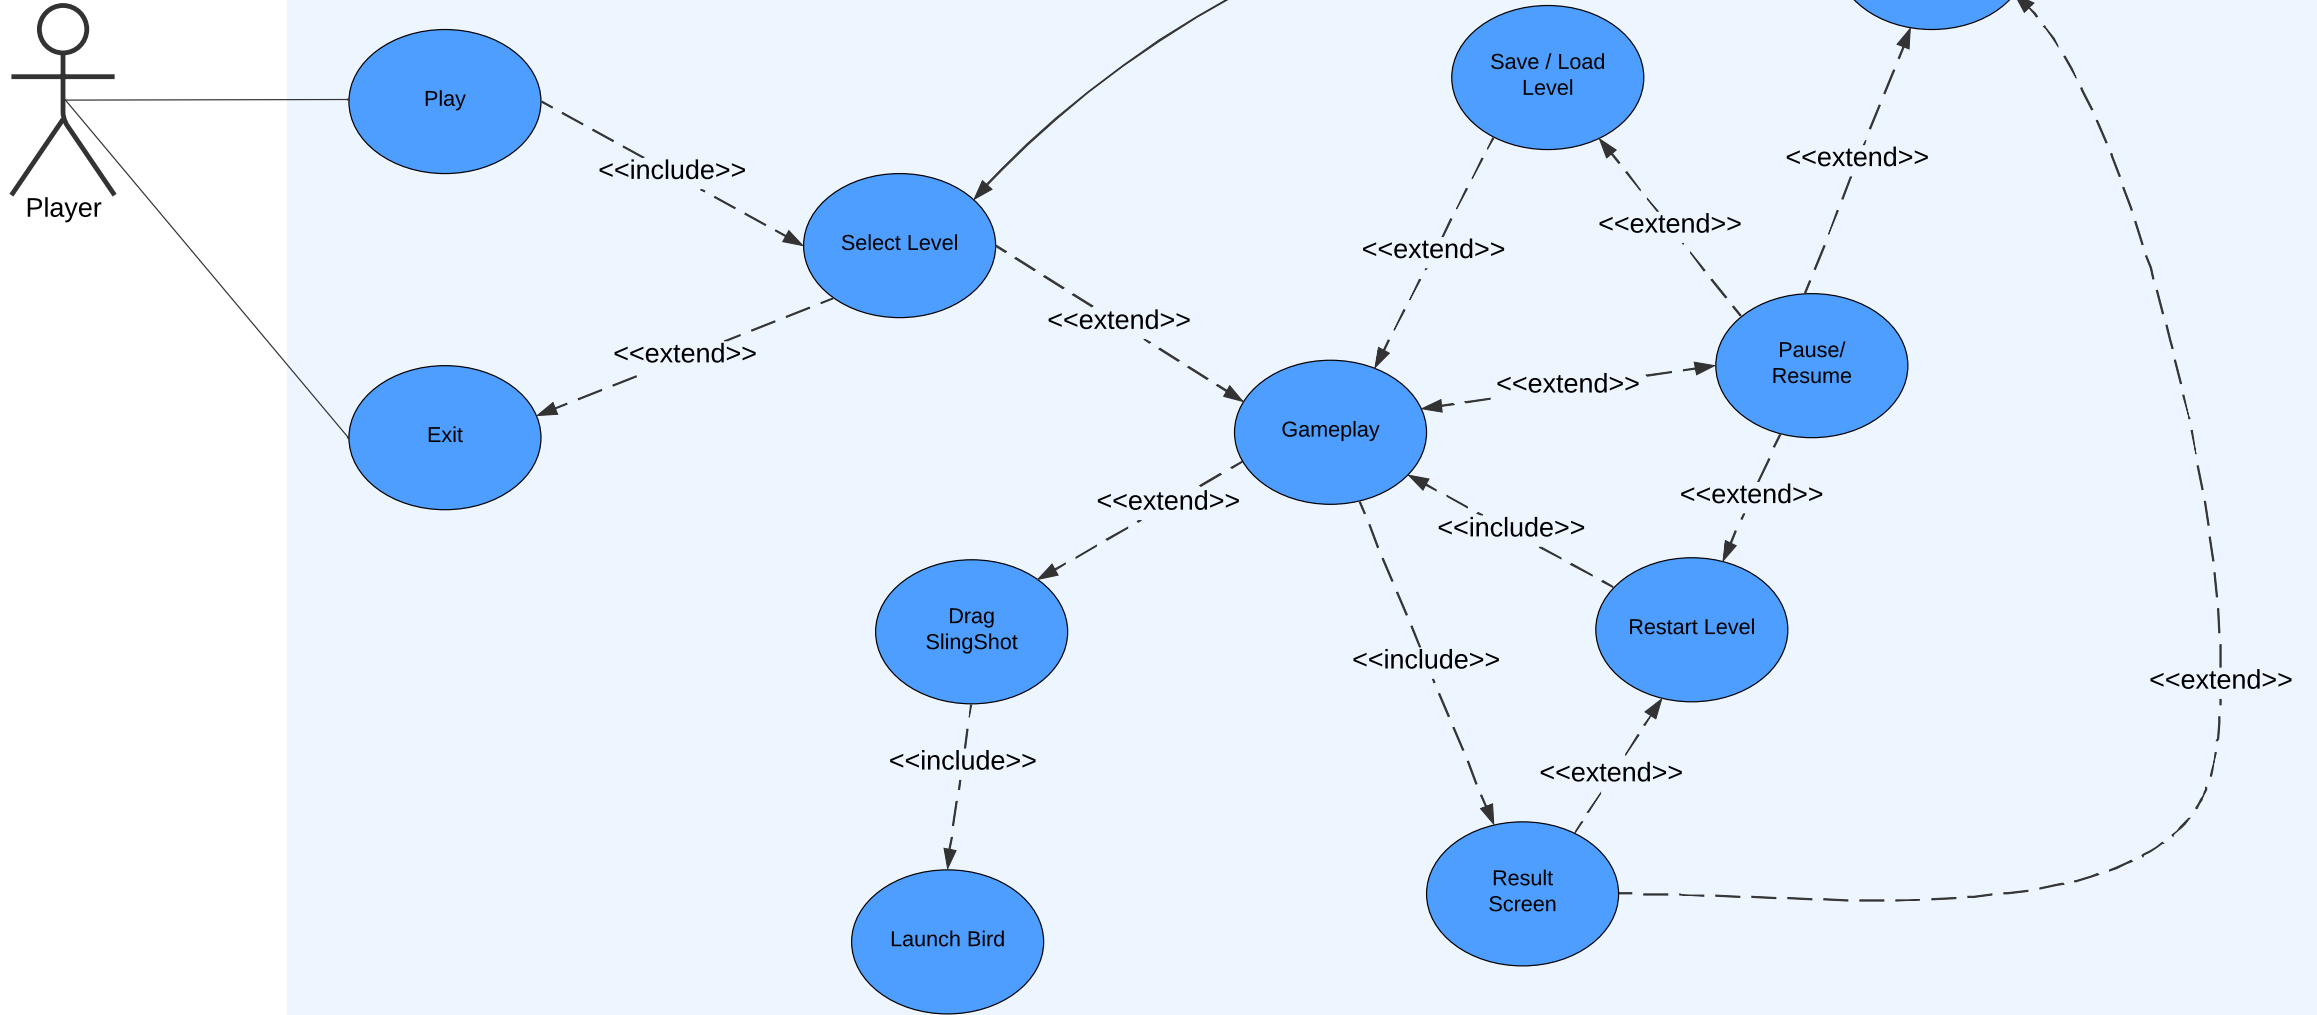 Save / Load
Level
Play
<<extend>>
<<include>>
Player
<<extend>>
Select Level
<<extend>>
<<extend>>
<<extend>>
Pause/
Resume
<<extend>>
Exit
Gameplay
<<extend>>
<<extend>>
<<include>>
Drag
SlingShot
Restart Level
<<include>>
<<extend>>
<<include>>
<<extend>>
Result
Screen
Launch Bird